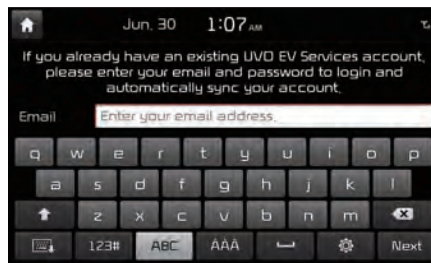 Jun. 30 1:07 AM
If you already have an existing UVO EV Services account,
please enter your email and password to login and
automatically sync your account.
Email Enter your email address.
q w e r t y u i o p
a s d f g h j k l
z x c v b n m
123# ABC ÀÁÄ Next